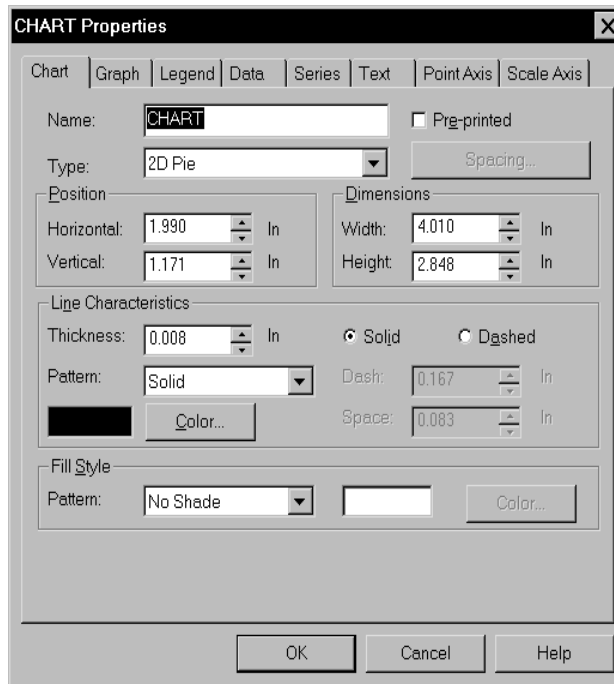 CHART Properties
Chart Graph Legend Data Series Text Point Axis Scale Axis
Name: CHART Pre-printed
Type: 2D Pie Spacing...
Position Dimensions
Horizontal: 1.990 In Width: 4.010 In
Vertical: 1.171 In Height: 2.848 In
Line Characteristics
Thickness: 0.008 In Solid Dashed
Pattern: Solid Dash: 0.167 In
Color... Space: 0.083 In
Fill Style
Pattern: No Shade Color...
OK Cancel Help